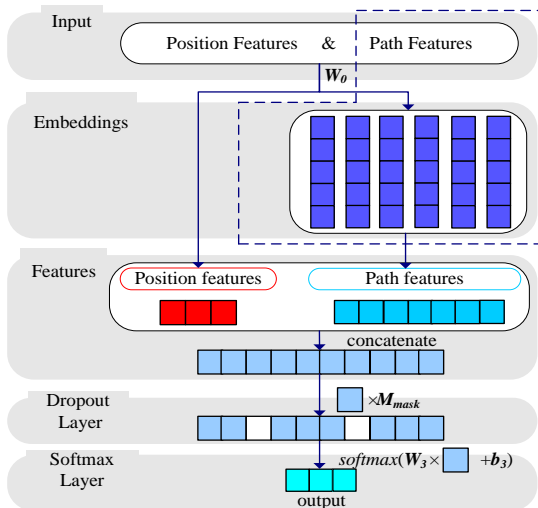 Input
Position Features & Path Features
W0
Embeddings
Features
Position features
Path features
concatenate
Dropout
Layer
×Mmask
Softmax
Layer
softmax(W3× +b3)
output